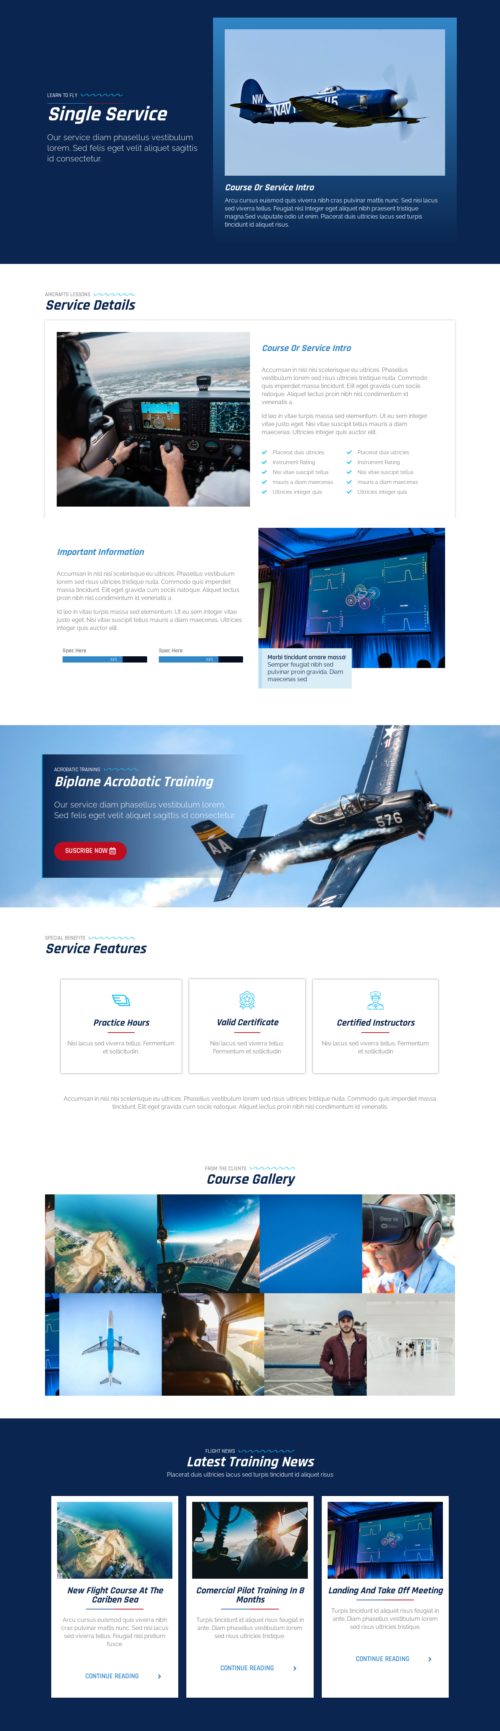 LEARN TO FLY
Single Service
Our service diam phasellus vestibulum
lorem. Sed felis eget velit aliquet sagittis
id consectetur.
NW
NAV
Course Or Service Intro
Arcu cursus euismod quis viverra nibh cras pulvinar mattis nunc. Sed nisi lacus
sed viverra tellus. Feugiat nisl Integer eget aliquet nibh praesent tristique
magna.Sed vulputate odio ut enim. Placerat duis ultricies lacus sed turpis
tincidunt id aliquet risus.
AIRCRAFTS LESSONS
Service Details
Course Or Service Intro
Accumsan in nisl nisi scelerisque eu ultrices. Phasellus
vestibulum lorem sed risus ultricies tristique nulla. Commodo
quis imperdiet massa tincidunt. Elit eget gravida cum sociis
natoque. Aliquet lectus proin nibh nisl condimentum id
venenatis a.
Id leo in vitae turpis massa sed elementum. Ut eu sem integer
vitae justo eget. Nisi vitae suscipit tellus mauris a diam
maecenas. Ultricies integer quis auctor elit.
Placerat duis ultricies
Instrument Rating
Nisi vitae suscipit tellus
mauris a diam maecenas
Ultricies integer quis
Placerat duis ultricies
Instrument Rating
Nisi vitae suscipit tellus
mauris a diam maecenas
Ultricies integer quis
Important Information
Accumsan in nisl nisi scelerisque eu ultrices. Phasellus vestibulum
lorem sed risus ultricies tristique nulla. Commodo quis imperdiet
massa tincidunt. Elit eget gravida cum sociis natoque. Aliquet lectus
proin nibh nisl condimentum id venenatis a.
Id leo in vitae turpis massa sed elementum. Ut eu sem integer vitae
justo eget. Nisi vitae suscipit tellus mauris a diam maecenas. Ultricies
integer quis auctor elit.
Spec Here
Spec Here
Morbi tincidunt ornare massa
Semper feugiat nibh sed
pulvinar proin gravida. Diam
maecenas sed
ACROBATIC TRAINING
Biplane Acrobatic Training
Our service diam phasellus vestibulum lorem.
Sed felis eget velit aliquet sagittis id consectetur.
SUSCRIBE NOW
AA
576
SPECIAL BENEFITS
Service Features
Practice Hours
Nisi lacus sed viverra tellus. Fermentum
et sollicitudin
Valid Certificate
Nisi lacus sed viverra tellus.
Fermentum et sollicitudin
Certified Instructors
Nisi lacus sed viverra tellus. Fermentum
et sollicitudin
Accumsan in nisl nisi scelerisque eu ultrices. Phasellus vestibulum lorem sed risus ultricies tristique nulla. Commodo quis imperdiet massa
tincidunt. Elit eget gravida cum sociis natoque. Aliquet lectus proin nibh nisl condimentum id venenatis.
FROM THE CLIENTS
Course Gallery
FLIGHT NEWS
Latest Training News
Placerat duis ultricies lacus sed turpis tincidunt id aliquet risus
New Flight Course At The
Cariben Sea
Arcu cursus euismod quis viverra nibh
cras pulvinar mattis nunc. Sed nisi lacus
sed viverra tellus. Feugiat nisl pretium
fusce.
CONTINUE READING
Comercial Pilot Training In 8
Months
Turpis tincidunt id aliquet risus feugiat in
ante. Diam phasellus vestibulum lorem
sed risus ultricies tristique.
CONTINUE READING
Landing And Take Off Meeting
Turpis tincidunt id aliquet risus feugiat in
ante. Diam phasellus vestibulum lorem
sed risus ultricies tristique.
CONTINUE READING